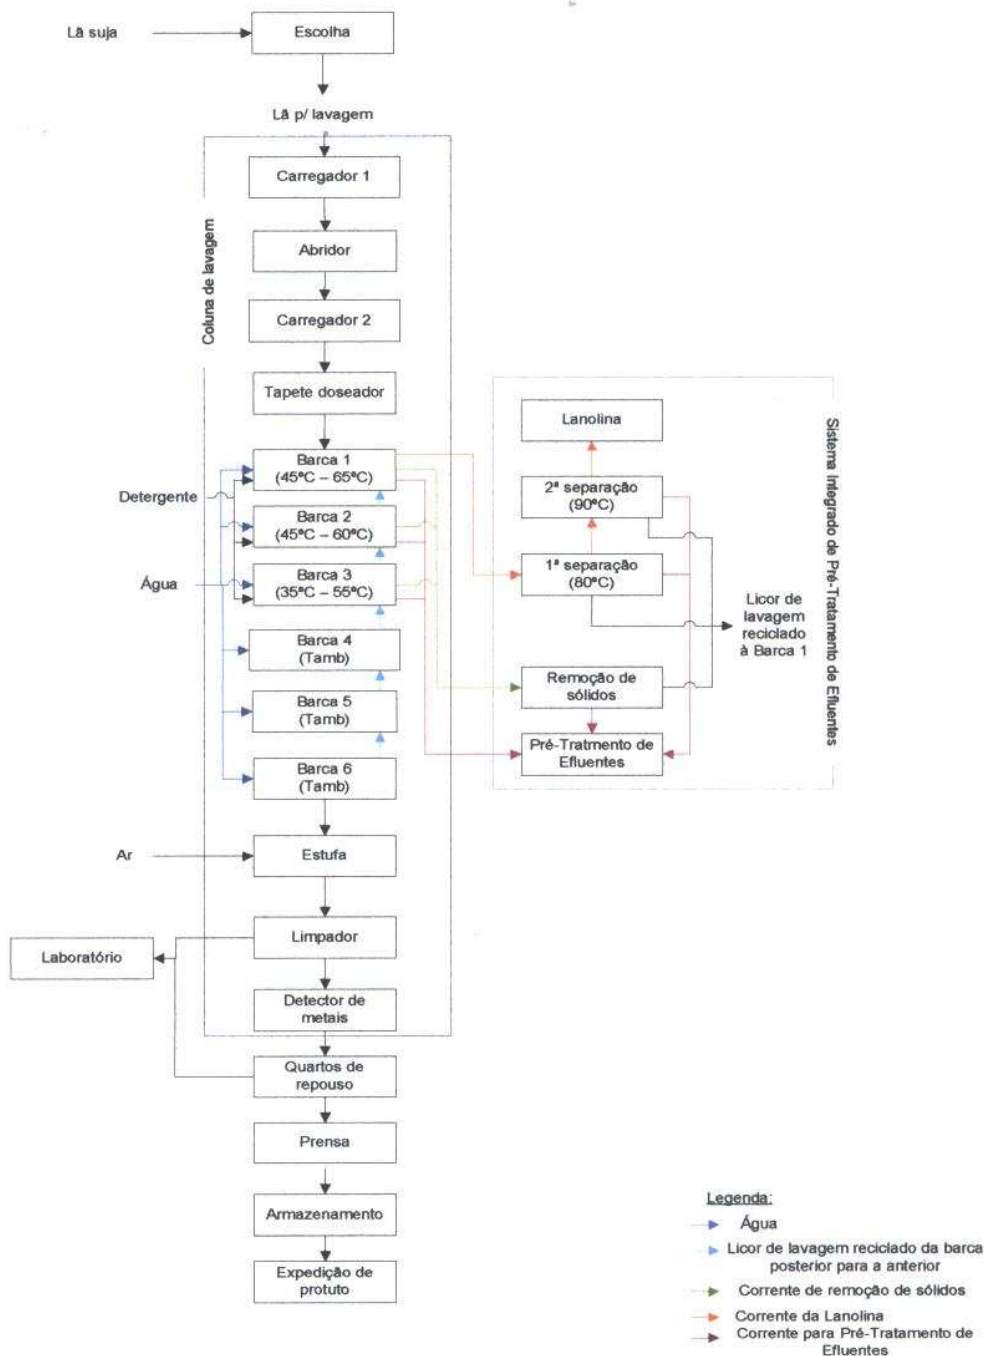 Lã suja
Escolha
Lã p/ lavagem
Coluna de lavagem
Carregador 1
Abridor
Carregador 2
Tapete doseador
Barca 1
(45ºC – 65ºC)
Detergente
Barca 2
(45ºC – 60ºC)
Água
Barca 3
(35ºC – 55ºC)
Barca 4
(Tamb)
Barca 5
(Tamb)
Barca 6
(Tamb)
Ar
Estufa
Limpador
Laboratório
Detector de
metais
Quartos de
repouso
Prensa
Armazenamento
Expedição de
protuto
Sistema Integrado de Pré-Tratamento de Efluentes
Lanolina
2ª separação
(90ºC)
1ª separação
(80ºC)
Licor de
lavagem
reciclado
à Barca 1
Remoção de
sólidos
Pré-Tratmento de
Efluentes
Legenda:
Água
Licor de lavagem reciclado da barca
posterior para a anterior
Corrente de remoção de sólidos
Corrente da Lanolina
Corrente para Pré-Tratamento de
Efluentes